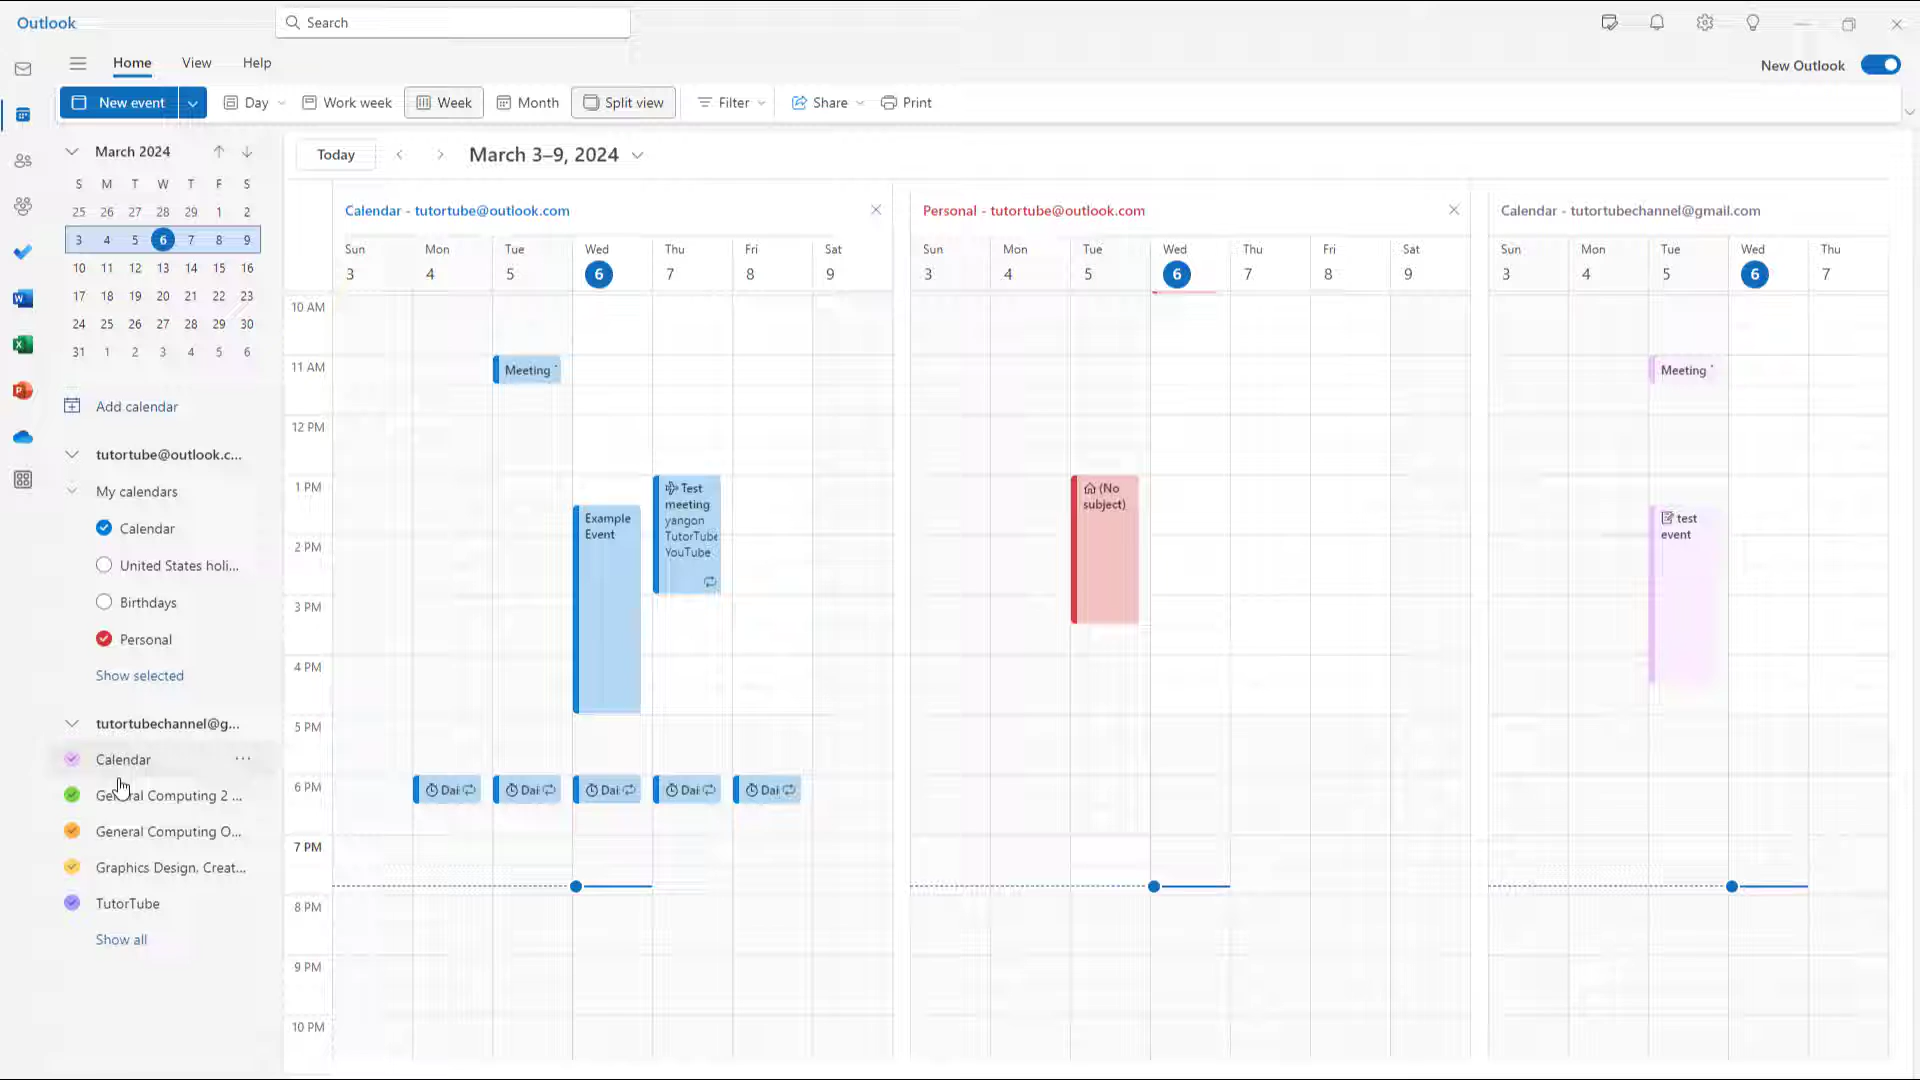 Outlook
Search
Home View Help
New Outlook
New event Day Work week Week Month Split view Filter Share Print
March 2024
S M T W T F S
25 26 27 28 29 1 2
3 4 5 6 7 8 9
10 11 12 13 14 15 16
17 18 19 20 21 22 23
24 25 26 27 28 29 30
31 1 2 3 4 5 6
Add calendar
tutortube@outlook.c...
My calendars
Calendar
United States holi...
Birthdays
Personal
Show selected
tutortubechannel@g...
Calendar ...
General Computing 2 ...
General Computing O...
Graphics Design, Creat...
TutorTube
Show all
Today March 3–9, 2024
Calendar - tutortube@outlook.com
Sun Mon Tue Wed Thu Fri Sat
3 4 5 6 7 8 9
Personal - tutortube@outlook.com
Sun Mon Tue Wed Thu Fri Sat
3 4 5 6 7 8 9
Calendar - tutortubechannel@gmail.com
Sun Mon Tue Wed Thu
3 4 5 6 7
10 AM
11 AM
12 PM
1 PM
2 PM
3 PM
4 PM
5 PM
6 PM
7 PM
8 PM
9 PM
10 PM
Meeting
Example
Event
Test
meeting
yangon
TutorTube
YouTube
Dai Dai Dai Dai Dai
(No
subject)
Meeting
test
event